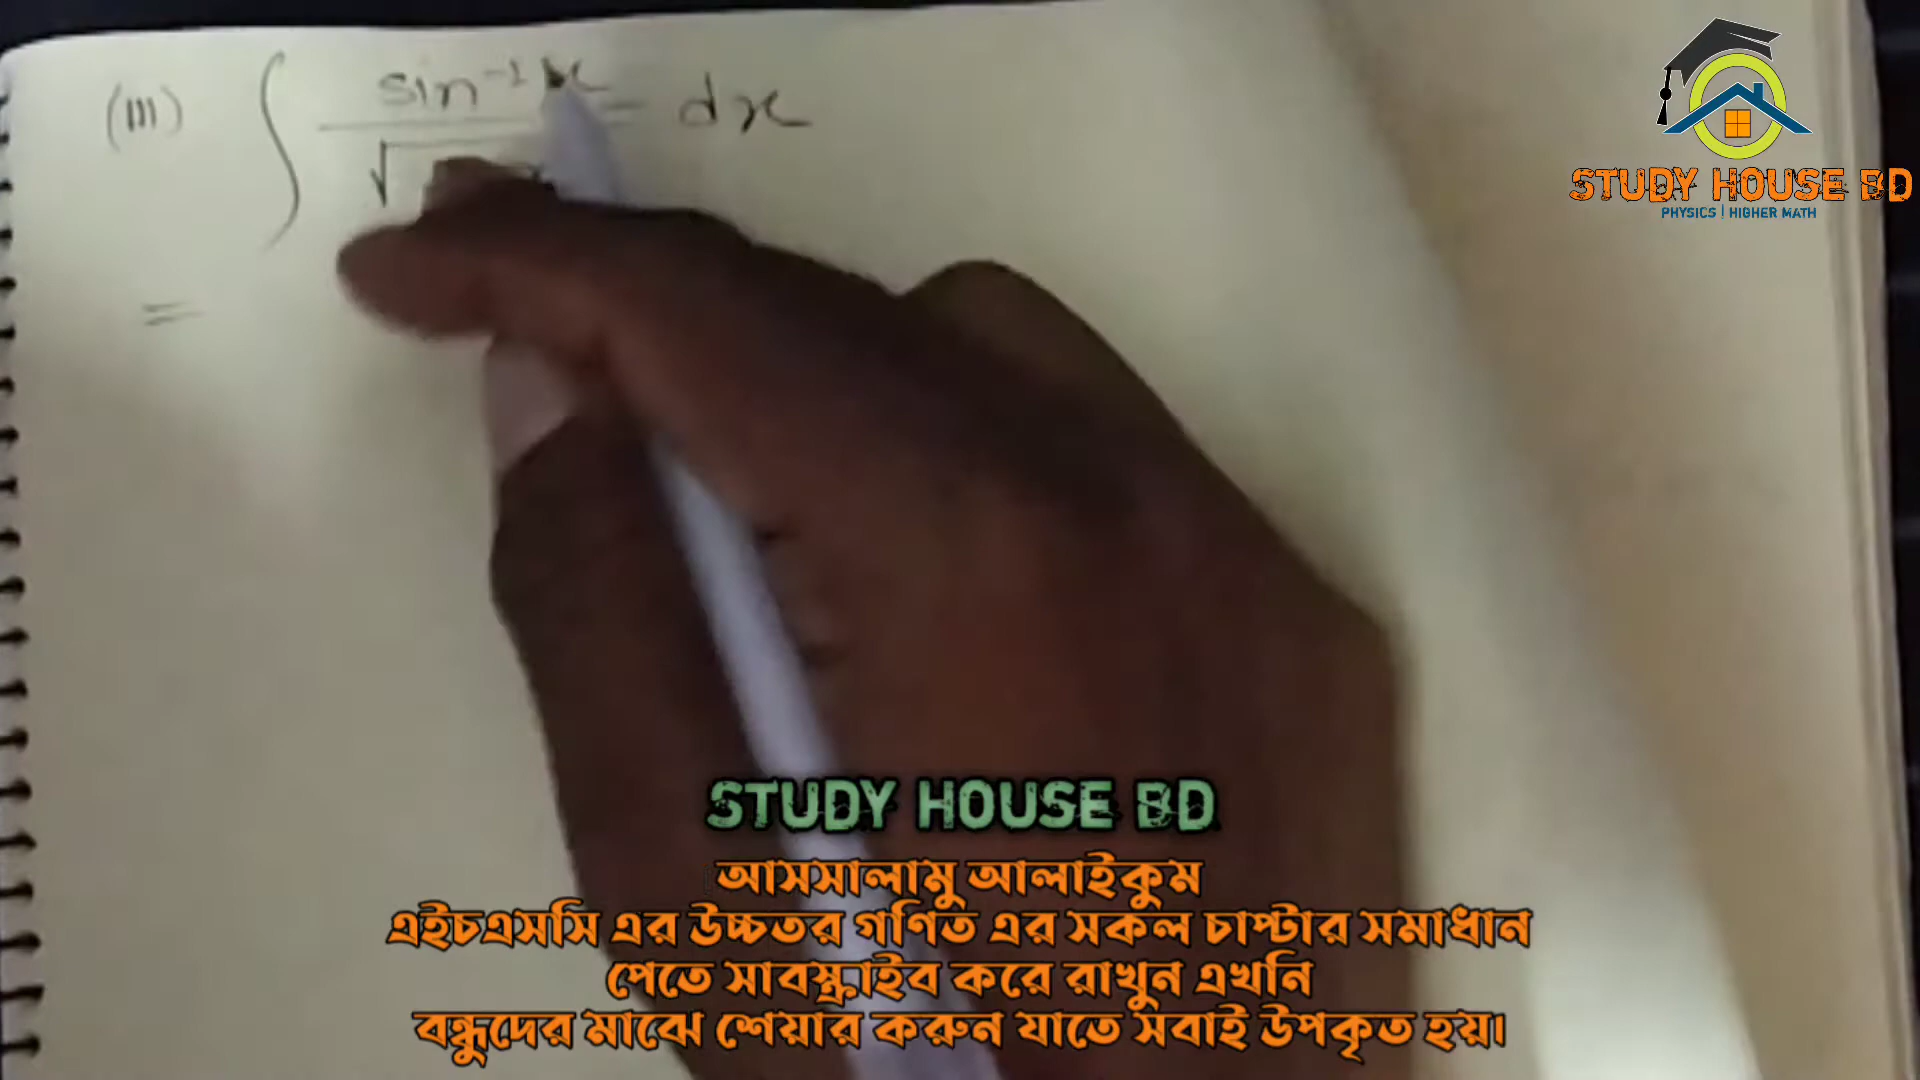 (III) ∫ sin⁻¹x / √ dx
=
STUDY HOUSE BD
PHYSICS | HIGHER MATH
STUDY HOUSE BD
আসসালামু আলাইকুম
এইচএসসি এর উচ্চতর গণিত এর সকল চাপ্টার সমাধান
পেতে সাবস্ক্রাইব করে রাখুন এখনি
বন্ধুদের মাঝে শেয়ার করুন যাতে সবাই উপকৃত হয়।